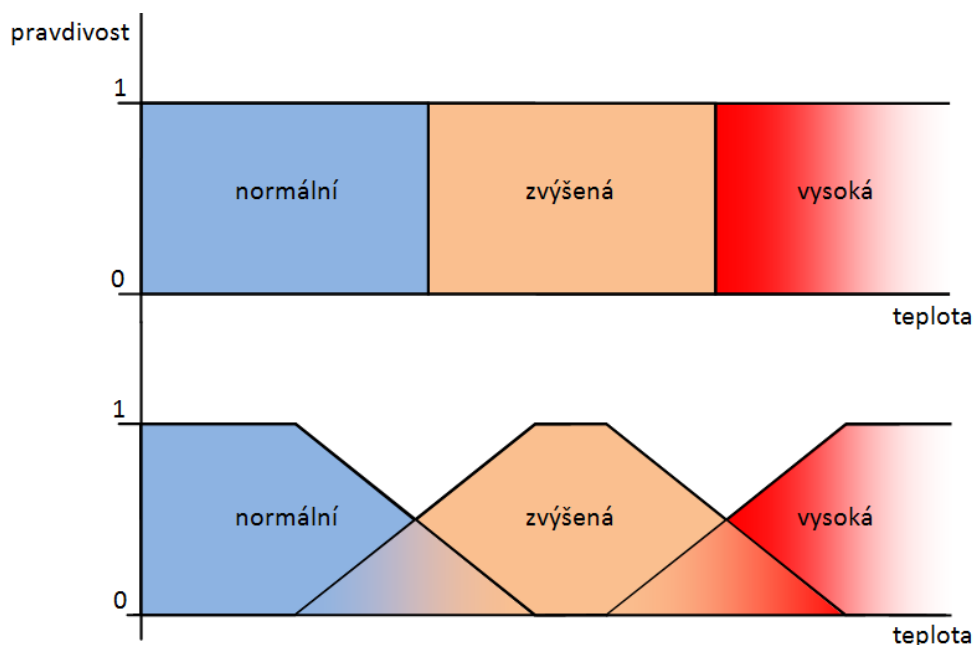 pravdivost
1
normální zvýšená vysoká
0
teplota
1
normální zvýšená vysoká
0
teplota